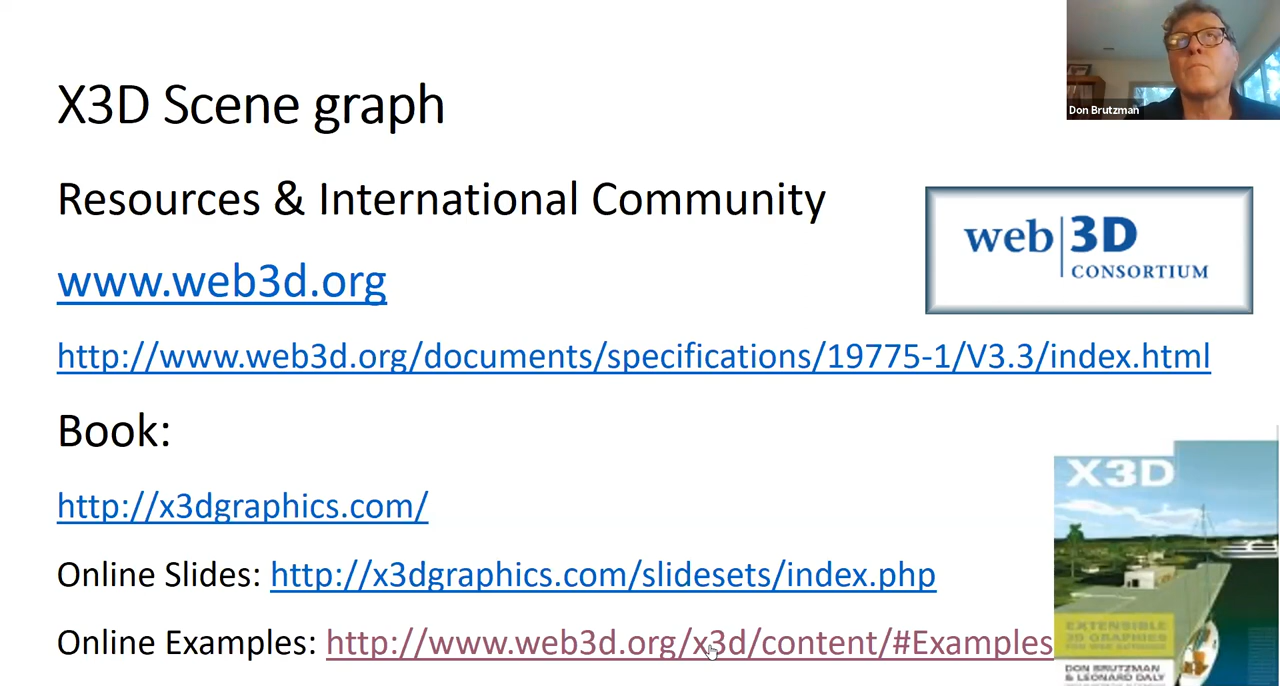 X3D Scene graph
Don Brutzman
Resources & International Community
web 3D
CONSORTIUM
www.web3d.org
http://www.web3d.org/documents/specifications/19775-1/V3.3/index.html
Book:
http://x3dgraphics.com/
Online Slides: http://x3dgraphics.com/slidesets/index.php
Online Examples: http://www.web3d.org/x3d/content/#Examples
X3D
EXTENSIBLE
3D GRAPHICS
FOR WEB AUTHORS
DON BRUTZMAN
& LEONARD DALY